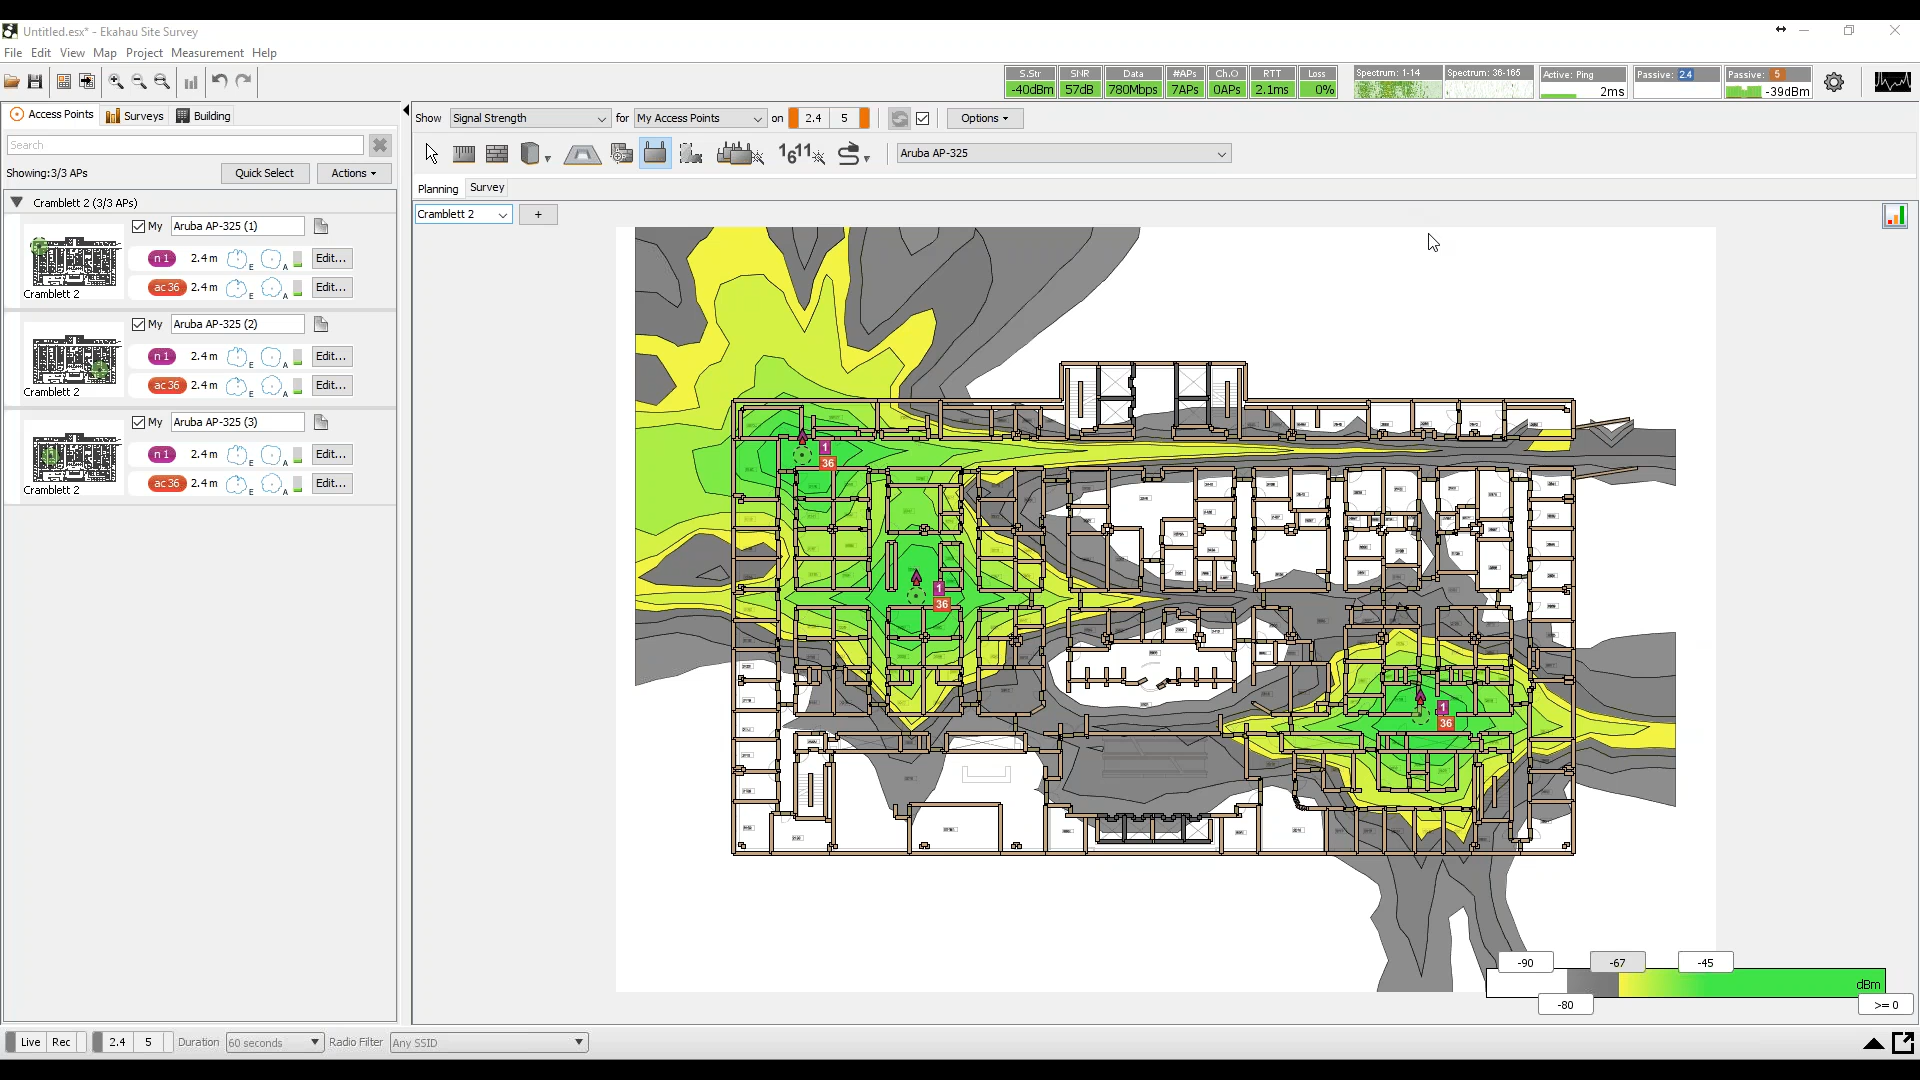 Untitled.esx* - Ekahau Site Survey
File Edit View Map Project Measurement Help
S.Str SNR Data #APs Ch.O RTT Loss
-40dBm 57dB 780Mbps 7APs 0APs 2.1ms 0%
Spectrum: 1-14 Spectrum: 36-165 Active: Ping Passive: 2.4 Passive: 5
2ms -39dBm
Access Points Surveys Building
Show Signal Strength for My Access Points on 2.4 5 Options
Search
Showing:3/3 APs Quick Select Actions
Aruba AP-325
Planning Survey
Cramblett 2 +
Cramblett 2 (3/3 APs)
My Aruba AP-325 (1)
n 1 2.4 m E A Edit...
ac 36 2.4 m E A Edit...
Cramblett 2
My Aruba AP-325 (2)
n 1 2.4 m E A Edit...
ac 36 2.4 m E A Edit...
Cramblett 2
My Aruba AP-325 (3)
n 1 2.4 m E A Edit...
ac 36 2.4 m E A Edit...
Cramblett 2
1
36
1
36
1
36
-90 -67 -45
dBm
-80 >= 0
Live Rec 2.4 5 Duration 60 seconds Radio Filter Any SSID